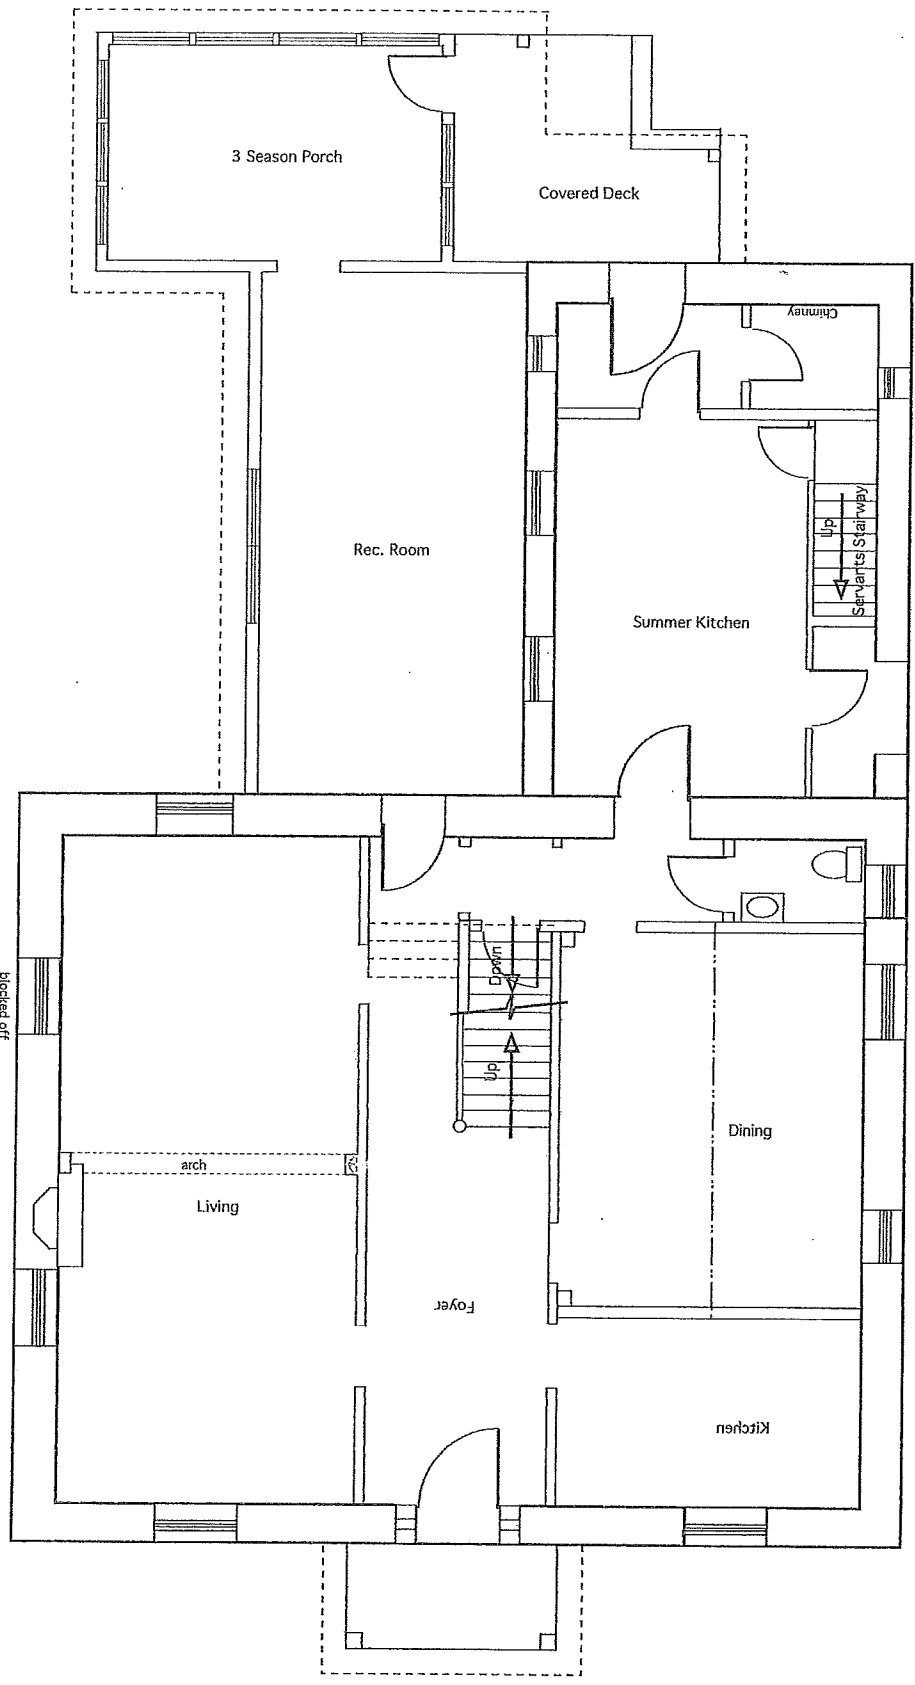 3 Season Porch
Covered Deck
Chimney
Up
Servants Stairway
Rec. Room
Summer Kitchen
blocked off
Down
Up
Dining
arch
Living
Foyer
Kitchen